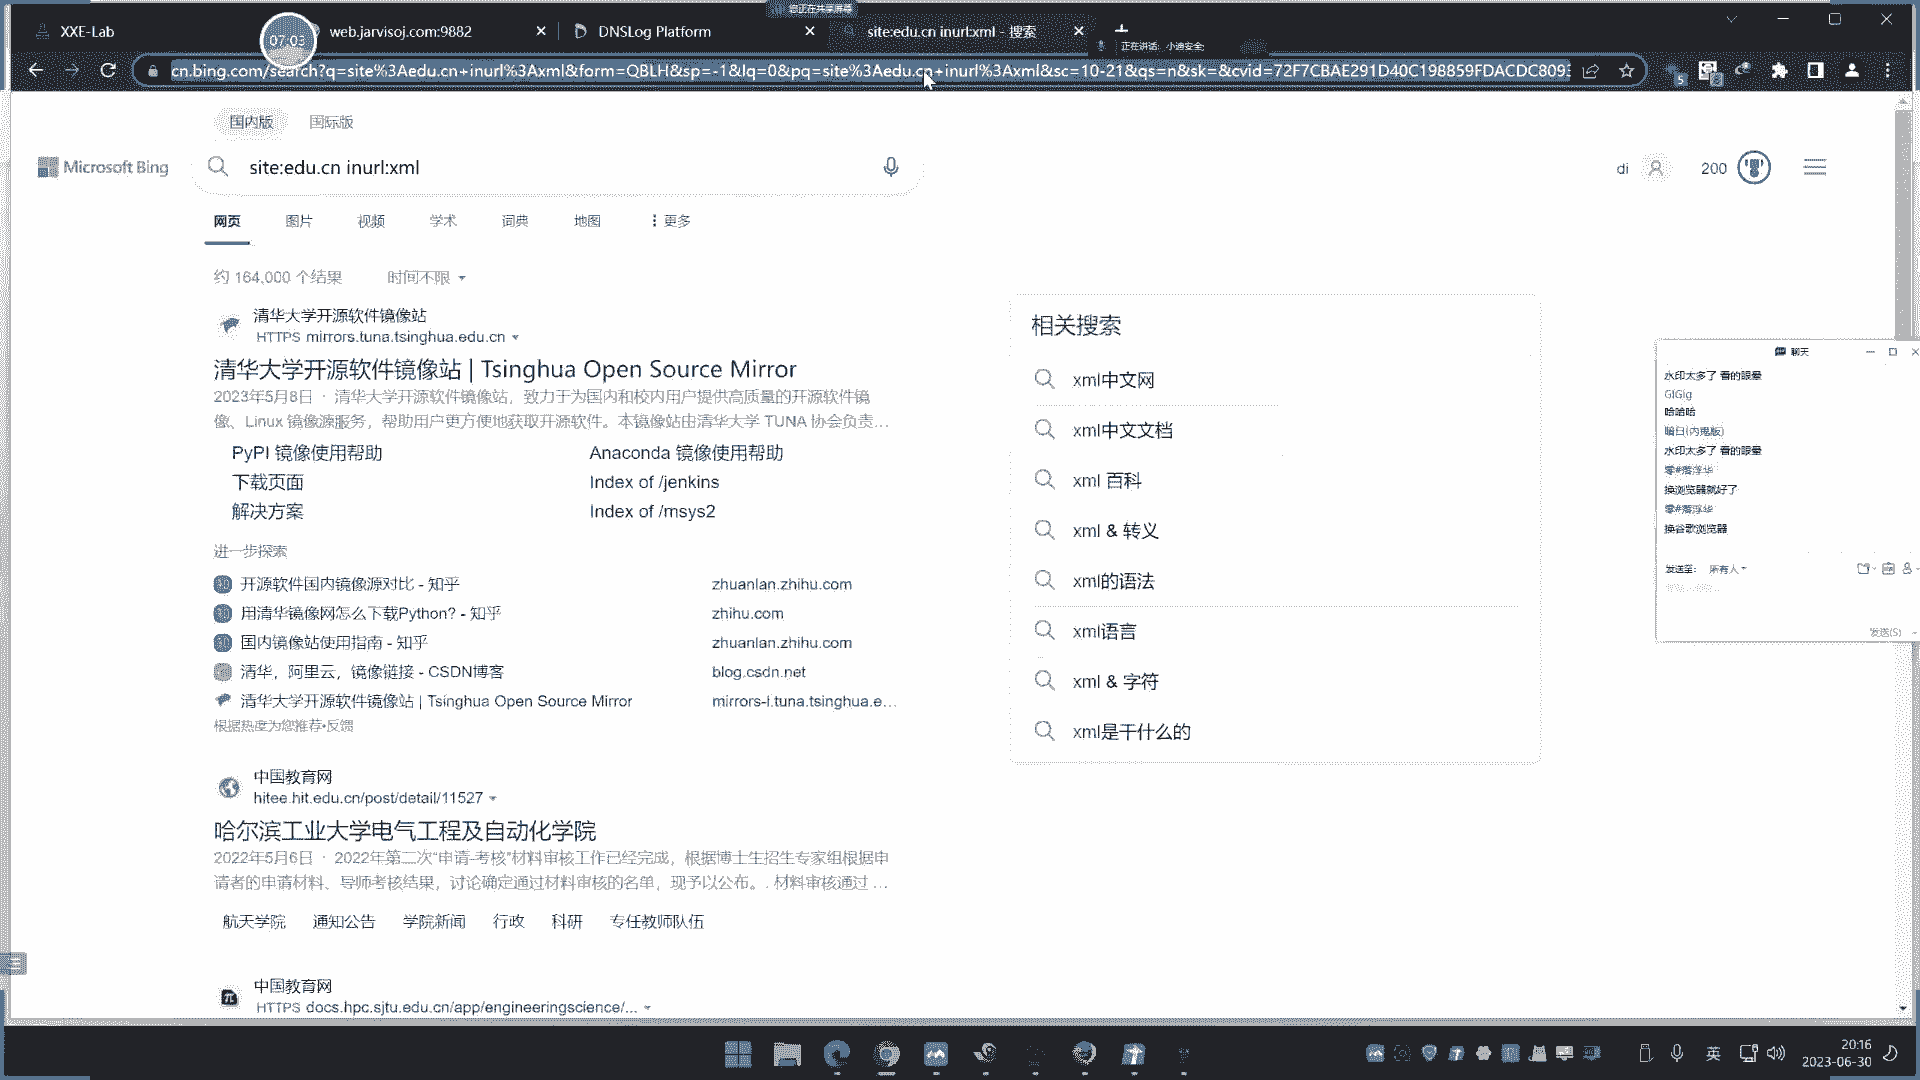 您正在共享屏幕
XXE-Lab
07:03
web.jarvisoj.com:9882
DNSLog Platform
site:edu.cn inurl:xml - 搜索
正在讲话: 小迪安全;
cn.bing.com/search?q=site%3Aedu.cn+inurl%3Axml&form=QBLH&sp=-1&lq=0&pq=site%3Aedu.cn+inurl%3Axml&sc=10-21&qs=n&sk=&cvid=72F7CBAE291D40C198859FDACDC809
国内版 国际版
Microsoft Bing
site:edu.cn inurl:xml
di
200
网页 图片 视频 学术 词典 地图 更多
约 164,000 个结果 时间不限
清华大学开源软件镜像站
HTTPS mirrors.tuna.tsinghua.edu.cn
清华大学开源软件镜像站 | Tsinghua Open Source Mirror
2023年5月8日 · 清华大学开源软件镜像站，致力于为国内和校内用户提供高质量的开源软件镜
像、Linux 镜像源服务，帮助用户更方便地获取开源软件。本镜像站由清华大学 TUNA 协会负责…
PyPI 镜像使用帮助 Anaconda 镜像使用帮助
下载页面 Index of /jenkins
解决方案 Index of /msys2
进一步探索
开源软件国内镜像源对比 - 知乎 zhuanlan.zhihu.com
用清华镜像网怎么下载Python? - 知乎 zhihu.com
国内镜像站使用指南 - 知乎 zhuanlan.zhihu.com
清华，阿里云，镜像链接 - CSDN博客 blog.csdn.net
清华大学开源软件镜像站 | Tsinghua Open Source Mirror mirrors-i.tuna.tsinghua.e…
根据热度为您推荐•反馈
中国教育网
hitee.hit.edu.cn/post/detail/11527
哈尔滨工业大学电气工程及自动化学院
2022年5月6日 · 2022年第二次“申请-考核”材料审核工作已经完成，根据博士生招生专家组根据申
请者的申请材料、导师考核结果，讨论确定通过材料审核的名单，现予以公布。. 材料审核通过 …
航天学院 通知公告 学院新闻 行政 科研 专任教师队伍
中国教育网
HTTPS docs.hpc.sjtu.edu.cn/app/engineeringscience/...
相关搜索
xml中文网
xml中文文档
xml 百科
xml & 转义
xml的语法
xml语言
xml & 字符
xml是干什么的
聊天
水印太多了 看的眼晕
GIGig
哈哈哈
暗日(内鬼版)
水印太多了 看的眼晕
换浏览器就好了
换谷歌浏览器
发送至: 所有人
发送(S)
英
20:16
2023-06-30